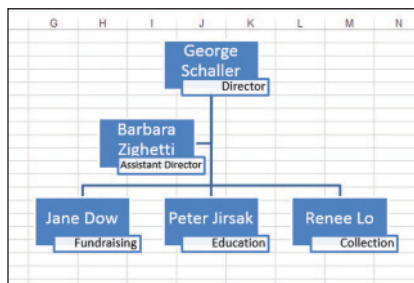 G H I J K L M N
George
Schaller
Director
Barbara
Zighetti
Assistant Director
Jane Dow Peter Jirsak Renee Lo
Fundraising Education Collection